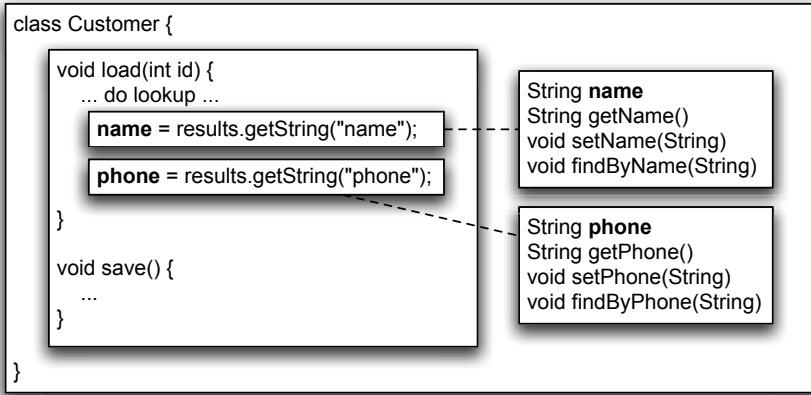 class Customer {
void load(int id) {
... do lookup ...
name = results.getString("name");
phone = results.getString("phone");
}
void save() {
...
}
}
String name
String getName()
void setName(String)
void findByName(String)
String phone
String getPhone()
void setPhone(String)
void findByPhone(String)